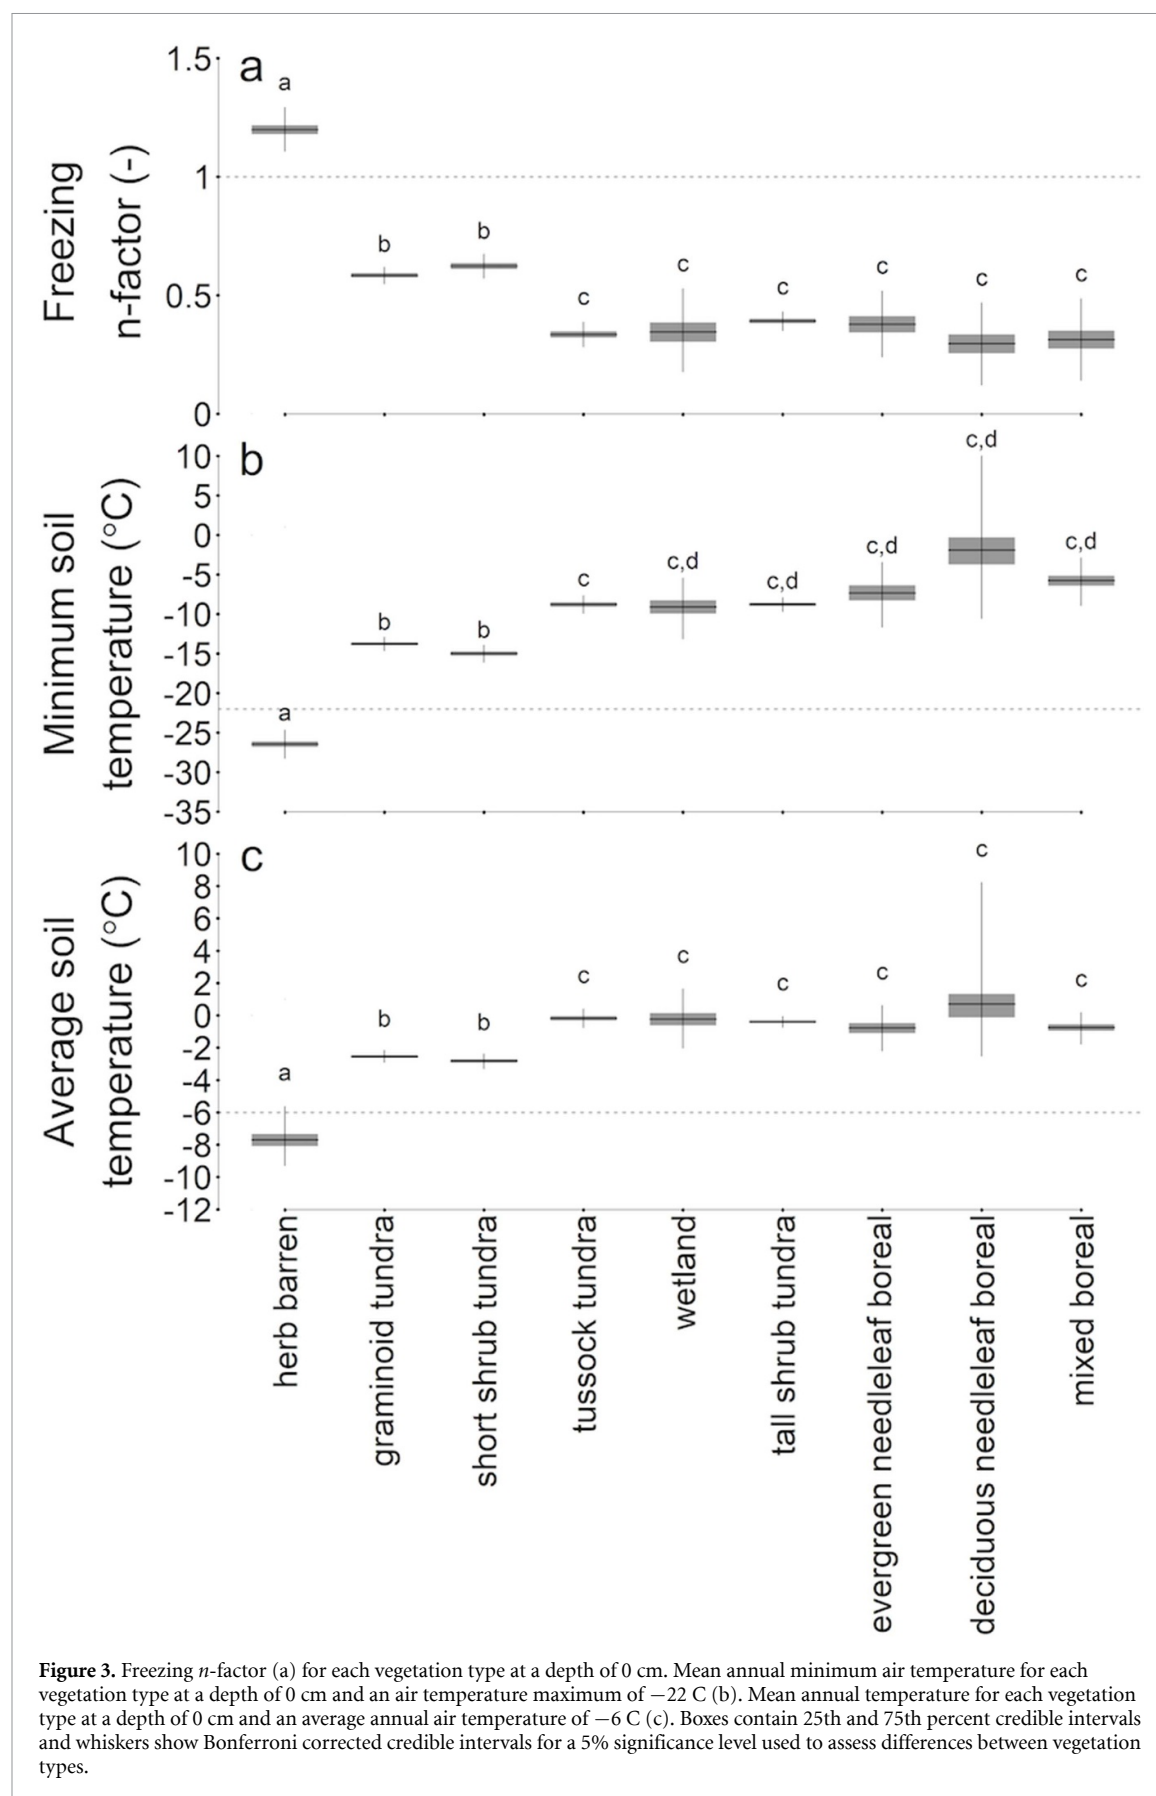 a
Freezing
n-factor (-)
1.5
1
0.5
0
a
b
b
c
c
c
c
c
c
b
Minimum soil
temperature (°C)
10
5
0
-5
-10
-15
-20
-25
-30
-35
a
b
b
c
c,d
c,d
c,d
c,d
c,d
c
Average soil
temperature (°C)
10
8
6
4
2
0
-2
-4
-6
-8
-10
-12
a
b
b
c
c
c
c
c
c
herb barren
graminoid tundra
short shrub tundra
tussock tundra
wetland
tall shrub tundra
evergreen needleleaf boreal
deciduous needleleaf boreal
mixed boreal
Figure 3. Freezing n-factor (a) for each vegetation type at a depth of 0 cm. Mean annual minimum air temperature for each
vegetation type at a depth of 0 cm and an air temperature maximum of −22 C (b). Mean annual temperature for each vegetation
type at a depth of 0 cm and an average annual air temperature of −6 C (c). Boxes contain 25th and 75th percent credible intervals
and whiskers show Bonferroni corrected credible intervals for a 5% significance level used to assess differences between vegetation
types.